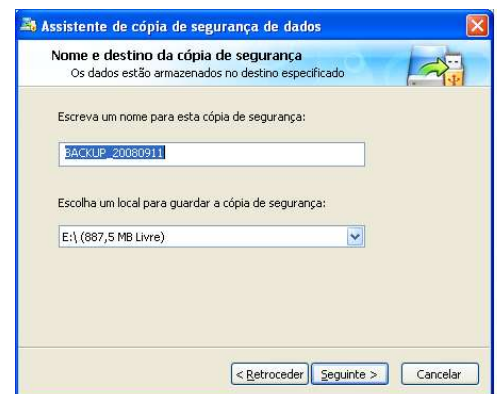 Assistente de cópia de segurança de dados
Nome e destino da cópia de segurança
Os dados estão armazenados no destino especificado
Escreva um nome para esta cópia de segurança:
BACKUP_20080911
Escolha um local para guardar a cópia de segurança:
E:\ (887,5 MB Livre)
< Retroceder Seguinte > Cancelar